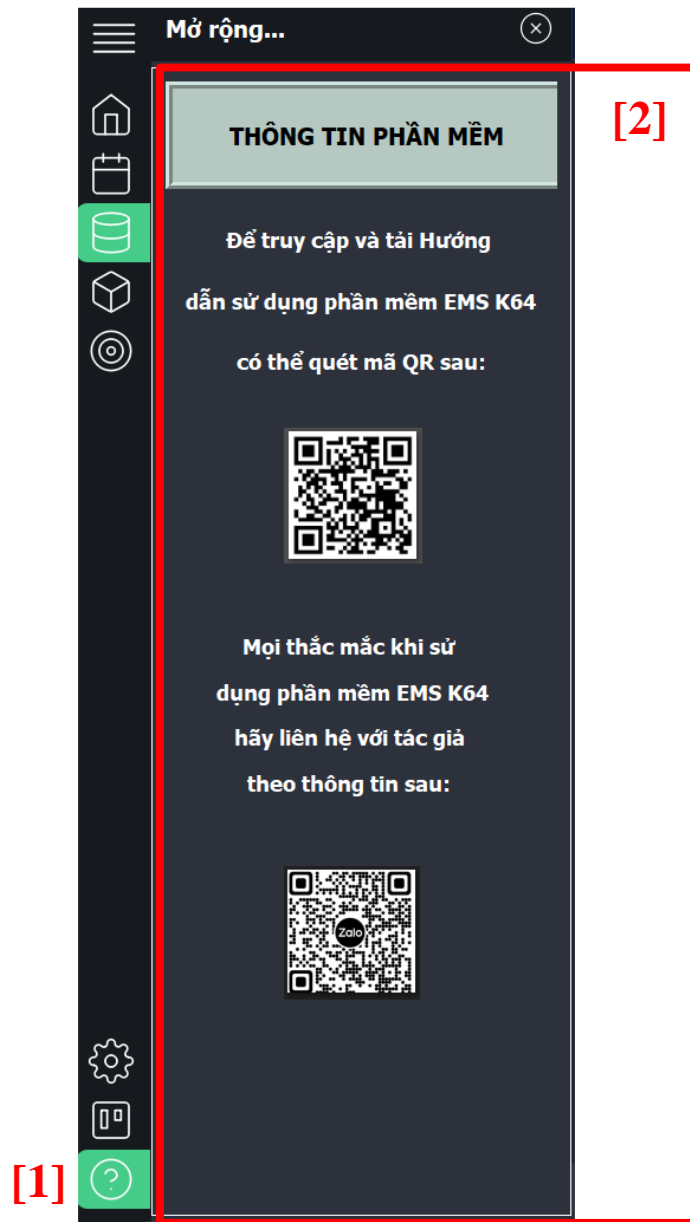 Mở rộng...
[2]
THÔNG TIN PHẦN MỀM
Để truy cập và tải Hướng
dẫn sử dụng phần mềm EMS K64
có thể quét mã QR sau:
Mọi thắc mắc khi sử
dụng phần mềm EMS K64
hãy liên hệ với tác giả
theo thông tin sau:
Zalo
[1]